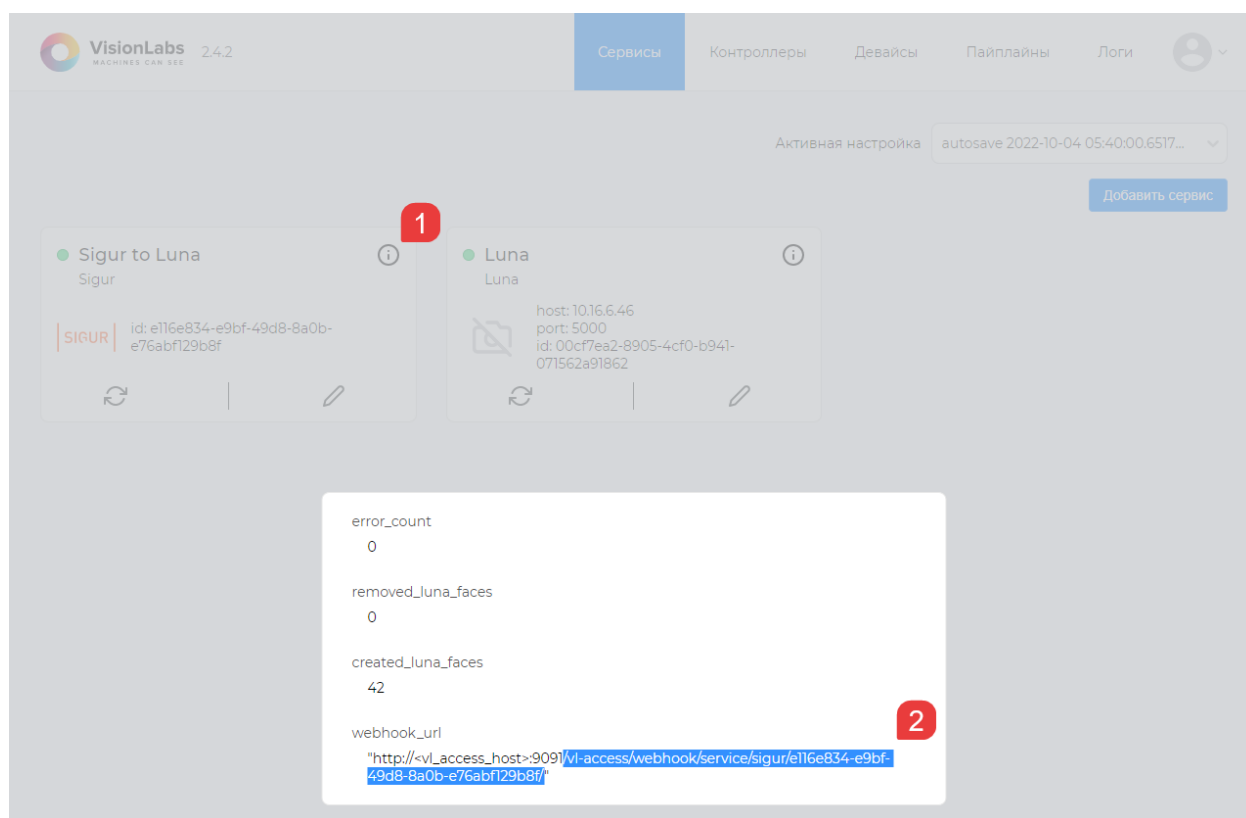 VisionLabs 2.4.2
MACHINES CAN SEE
Сервисы Контроллеры Девайсы Пайплайны Логи
Активная настройка autosave 2022-10-04 05:40:00.6517...
Добавить сервис
1
Sigur to Luna
Sigur
SIGUR
id: e116e834-e9bf-49d8-8a0b-
e76abf129b8f
Luna
Luna
host: 10.16.6.46
port: 5000
id: 00cf7ea2-8905-4cf0-b941-
071562a91862
error_count
0
removed_luna_faces
0
created_luna_faces
42
2
webhook_url
"http://<vl_access_host>:9091/vl-access/webhook/service/sigur/e116e834-e9bf-
49d8-8a0b-e76abf129b8f/"